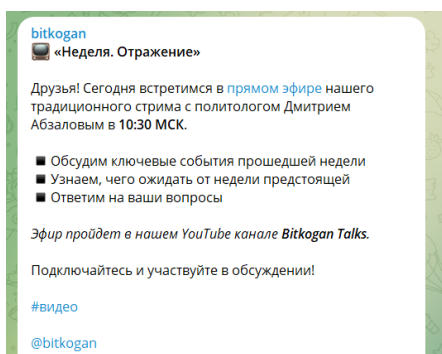 bitkogan
📺 «Неделя. Отражение»
Друзья! Сегодня встретимся в прямом эфире нашего
традиционного стрима с политологом Дмитрием
Абзаловым в 10:30 МСК.
◾️ Обсудим ключевые события прошедшей недели
◾️ Узнаем, чего ожидать от недели предстоящей
◾️ Ответим на ваши вопросы
Эфир пройдет в нашем YouTube канале Bitkogan Talks.
Подключайтесь и участвуйте в обсуждении!
#видео
@bitkogan